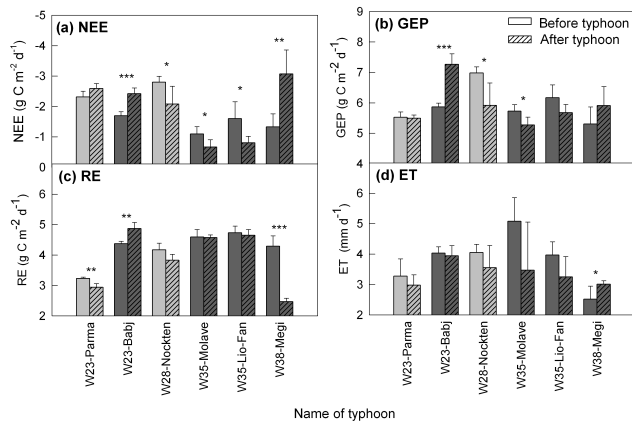 (a) NEE
NEE (g C m-2 d-1)
-5
-4
-3
-2
-1
0
***
*
*
*
**
(b) GEP
GEP (g C m-2 d-1)
Before typhoon
After typhoon
9
8
7
6
5
4
***
*
*
(c) RE
RE (g C m-2 d-1)
6
5
4
3
2
**
**
***
(d) ET
ET (mm d-1)
6
5
4
3
2
*
W23-Parma
W23-Babj
W28-Nockten
W35-Molave
W35-Lio-Fan
W38-Megi
W23-Parma
W23-Babj
W28-Nockten
W35-Molave
W35-Lio-Fan
W38-Megi
Name of typhoon